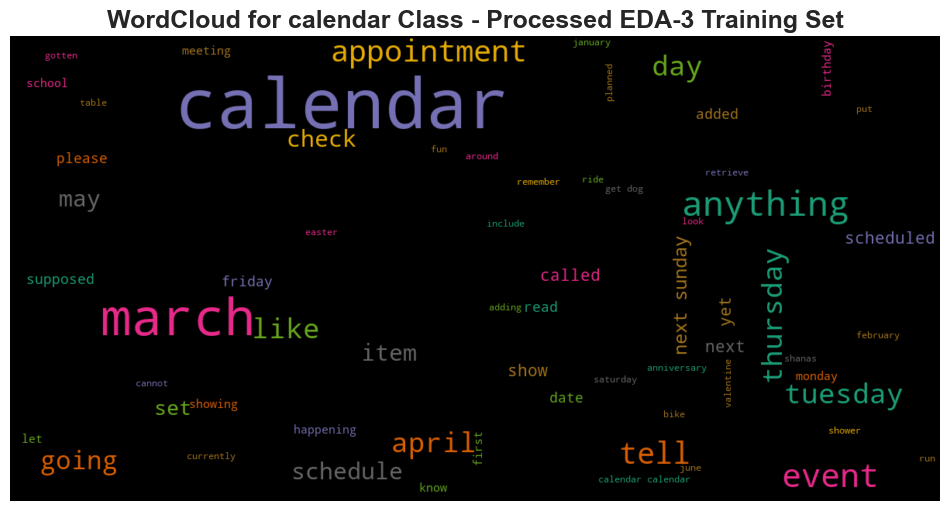 WordCloud for calendar Class - Processed EDA-3 Training Set
gotten
meeting
appointment
january
day
birthday
school
table
calendar
planned
added
put
check
fun
around
please
may
remember
ride
get dog
retrieve
anything
look
include
easter
scheduled
supposed
friday
called
next sunday
thursday
march
like
adding
read
yet
february
item
next
shanas
show
saturday
anniversary
valentine
monday
cannot
set
showing
date
tuesday
bike
let
happening
april
first
shower
going
currently
schedule
know
tell
june
calendar calendar
event
run